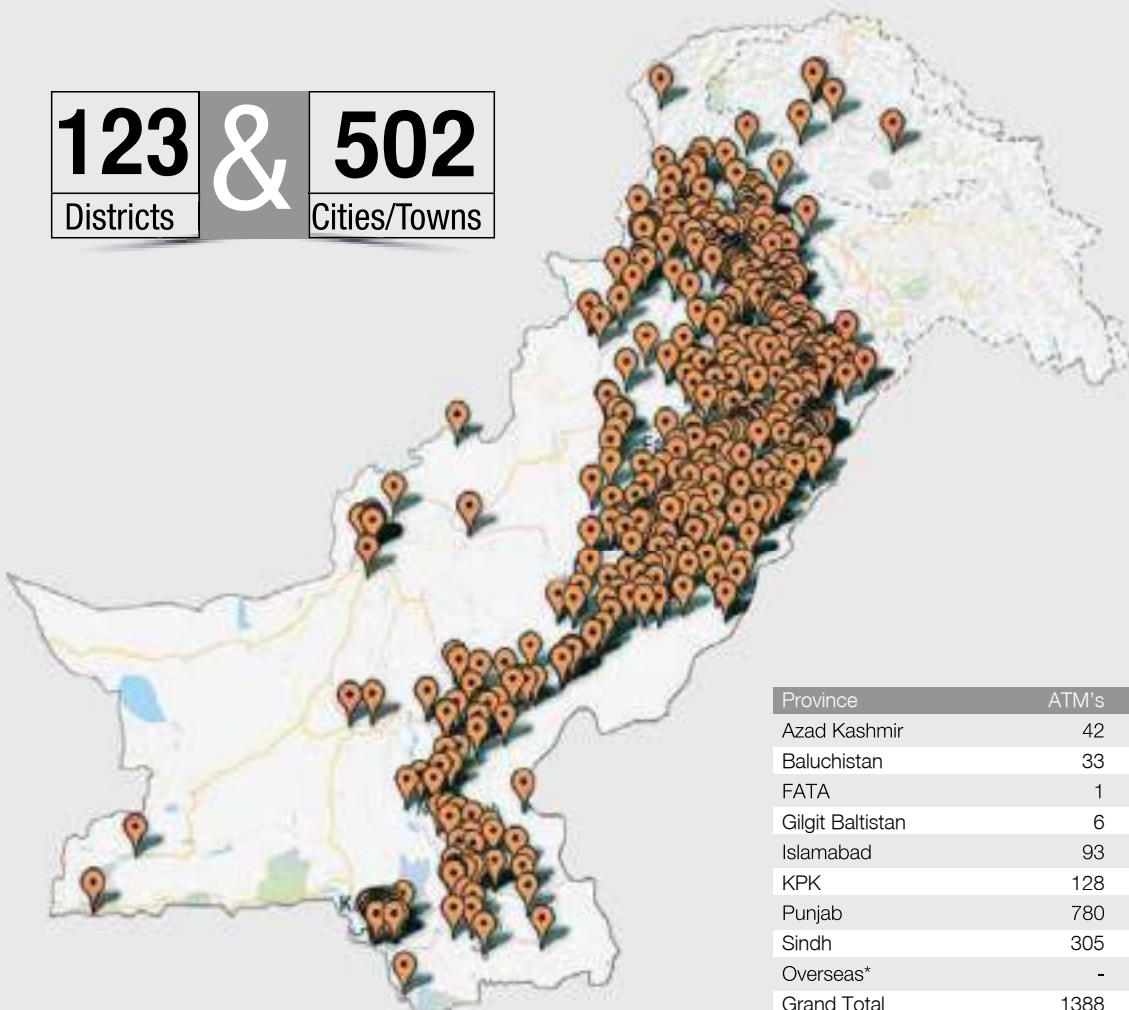 123 & 502
Districts Cities/Towns
Province ATM's
Azad Kashmir 42
Baluchistan 33
FATA 1
Gilgit Baltistan 6
Islamabad 93
KPK 128
Punjab 780
Sindh 305
Overseas* -
Grand Total 1388